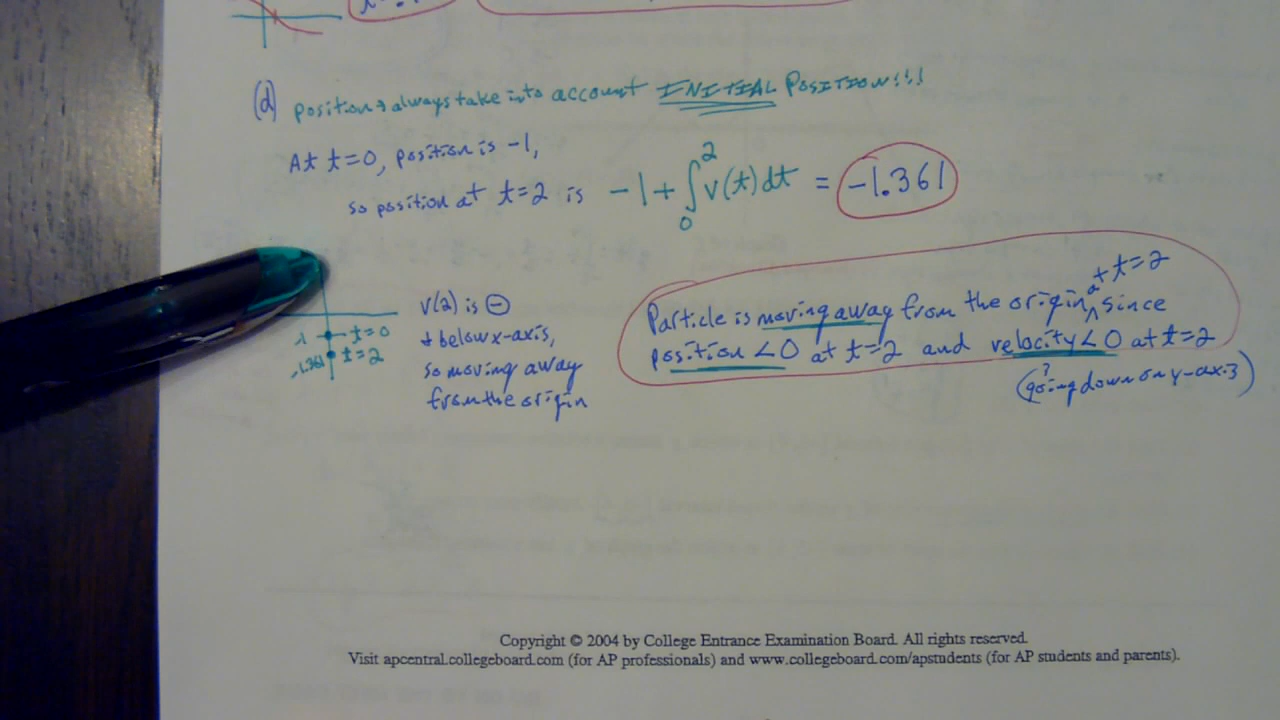 (d) Position → always take into account INITIAL POSITION!!!
At t=0, position is -1,
so position at t=2 is -1 + ∫₀² v(t) dt = -1.361
-1 t=0
-1.361 t=2
v(2) is ⊖
+ below x-axis,
so moving away
from the origin
Particle is moving away from the origin at t=2 since
position <0 at t=2 and velocity <0 at t=2
(going down on y-axis)
Copyright © 2004 by College Entrance Examination Board. All rights reserved.
Visit apcentral.collegeboard.com (for AP professionals) and www.collegeboard.com/apstudents (for AP students and parents).